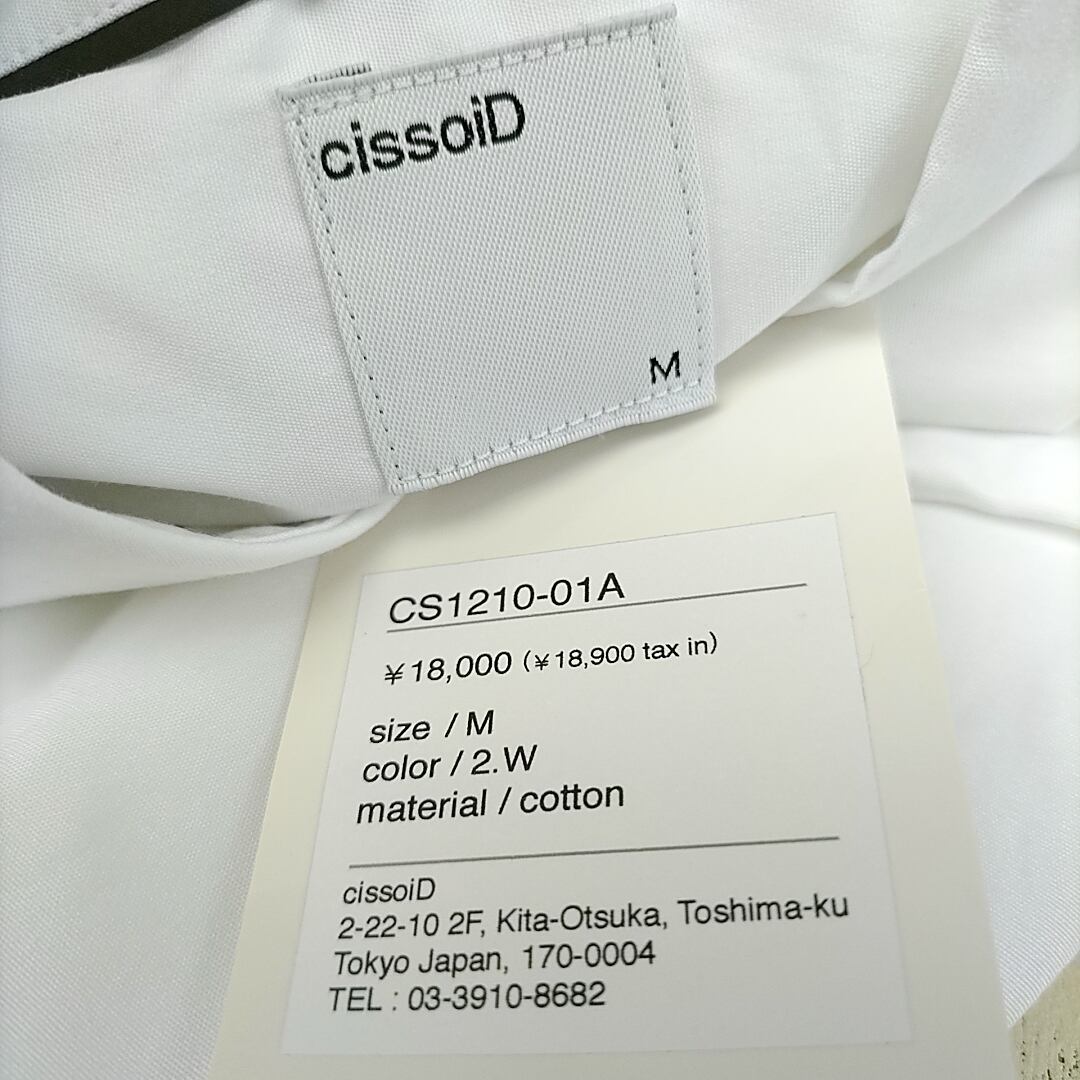 cissoiD
M
CS1210-01A
¥18,000 (¥18,900 tax in)
size / M
color / 2.W
material / cotton
cissoiD
2-22-10 2F, Kita-Otsuka, Toshima-ku
Tokyo Japan, 170-0004
TEL : 03-3910-8682